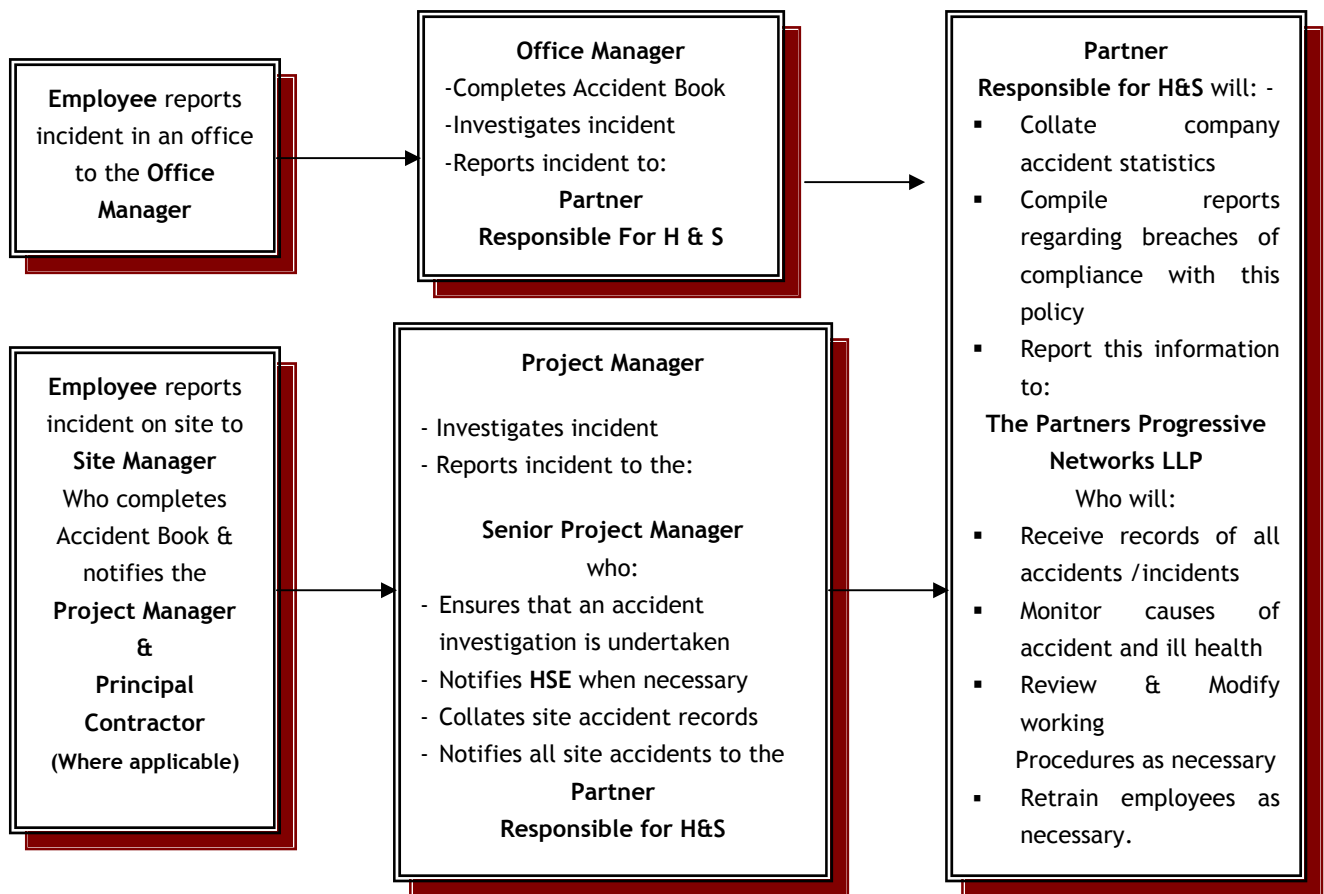 Employee reports
incident in an office
to the Office
Manager
Office Manager
-Completes Accident Book
-Investigates incident
-Reports incident to:
Partner
Responsible For H & S
Employee reports
incident on site to
Site Manager
Who completes
Accident Book &
notifies the
Project Manager
&
Principal
Contractor
(Where applicable)
Project Manager
- Investigates incident
- Reports incident to the:
Senior Project Manager
who:
- Ensures that an accident
investigation is undertaken
- Notifies HSE when necessary
- Collates site accident records
- Notifies all site accidents to the
Partner
Responsible for H&S
Partner
Responsible for H&S will: -
▪ Collate company
accident statistics
▪ Compile reports
regarding breaches of
compliance with this
policy
▪ Report this information
to:
The Partners Progressive
Networks LLP
Who will:
▪ Receive records of all
accidents /incidents
▪ Monitor causes of
accident and ill health
▪ Review & Modify
working
Procedures as necessary
▪ Retrain employees as
necessary.